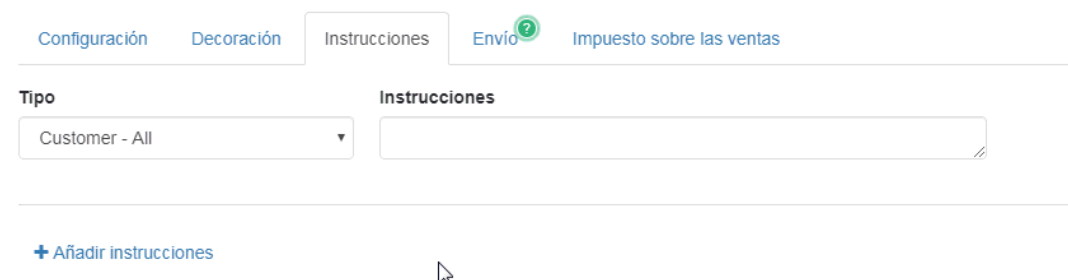 Configuración Decoración Instrucciones Envío ? Impuesto sobre las ventas
Tipo Instrucciones
Customer - All
+ Añadir instrucciones